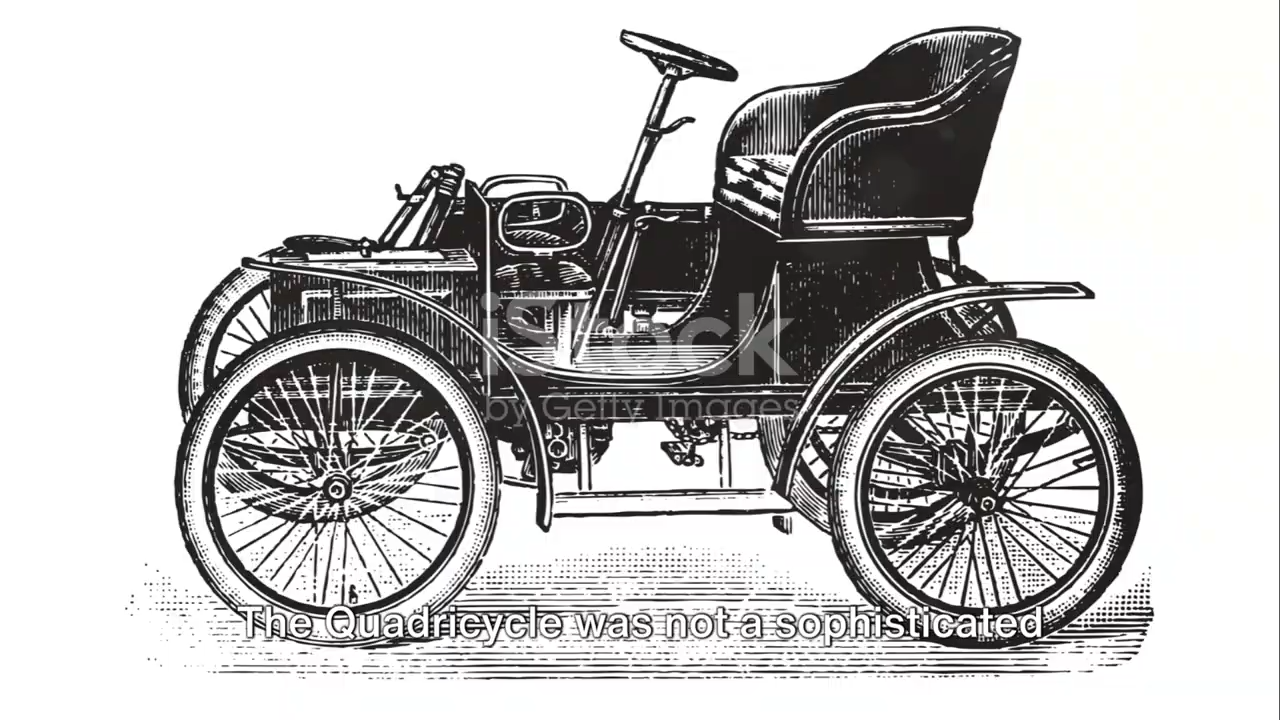 iStock
by Getty Images
The Quadricycle was not a sophisticated